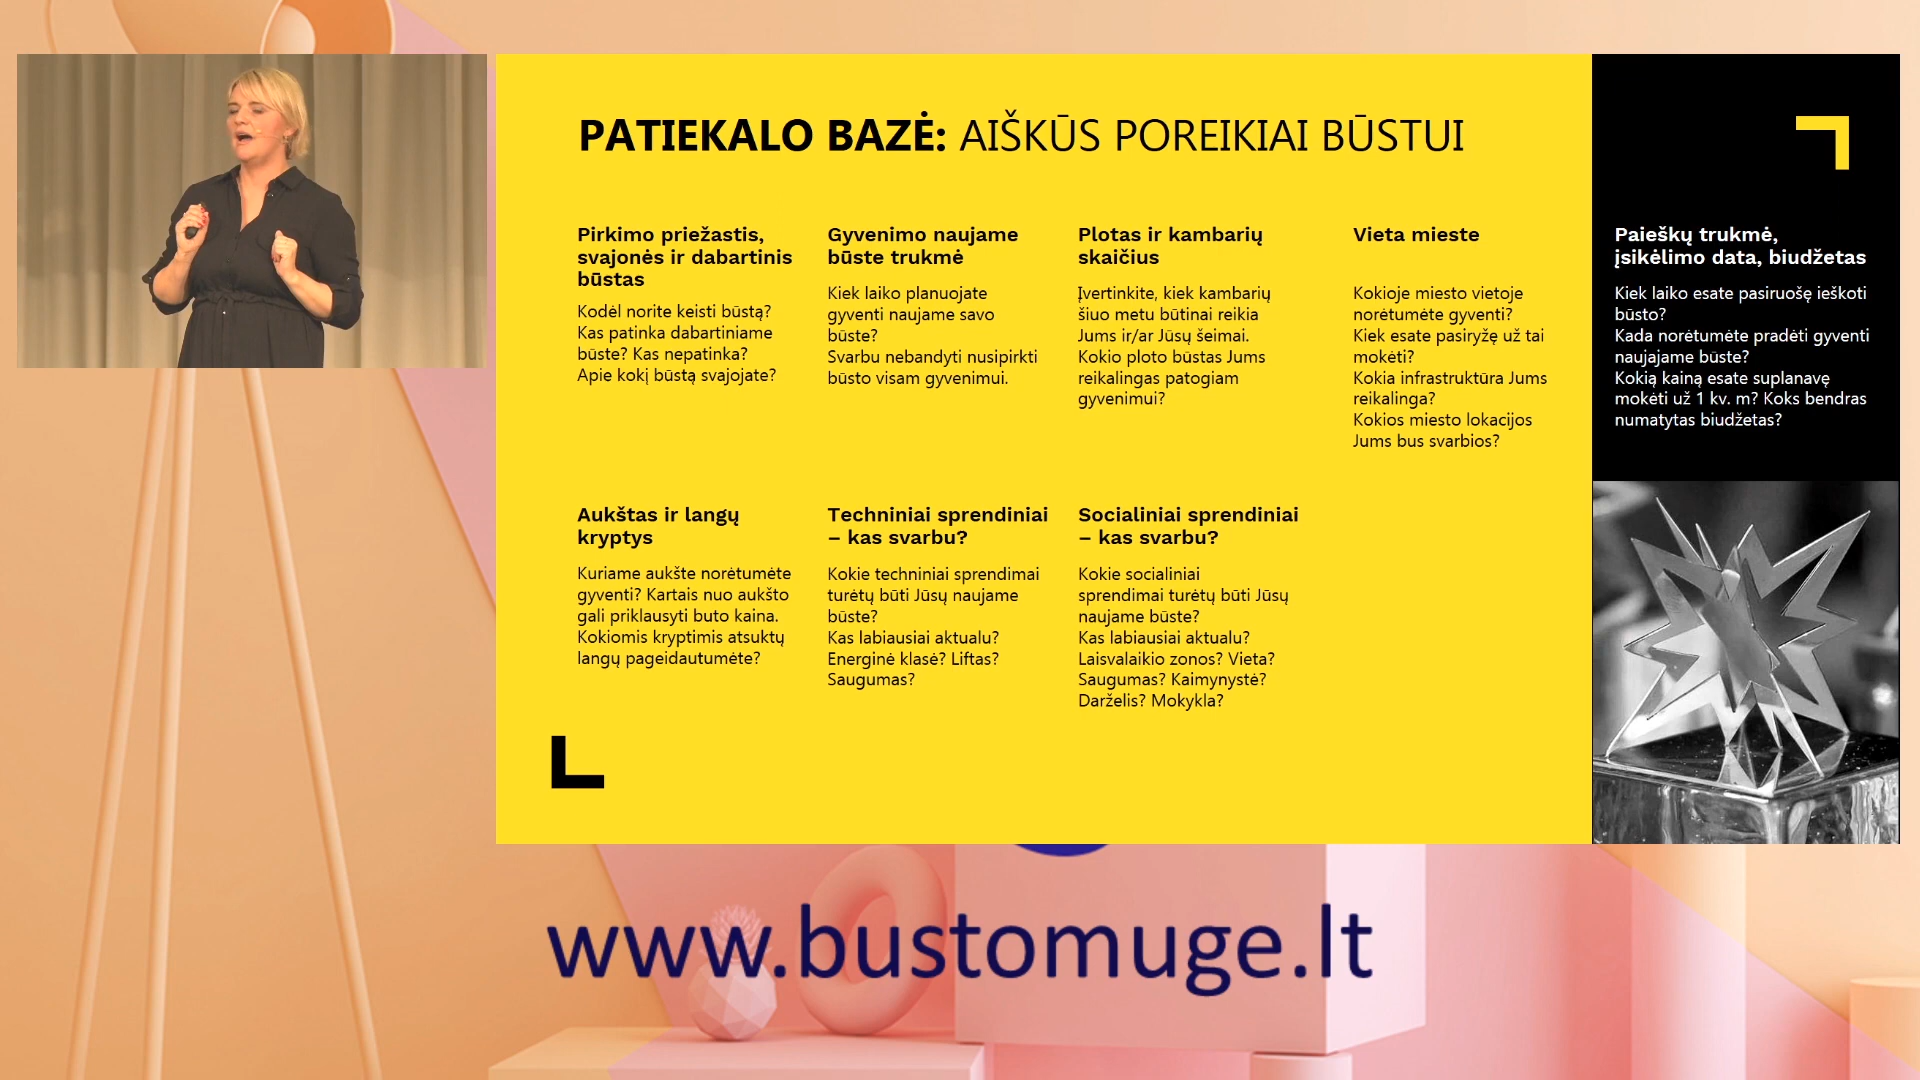 PATIEKALO BAZĖ: AIŠKŪS POREIKIAI BŪSTUI
Pirkimo priežastis,
svajonės ir dabartinis
būstas
Kodėl norite keisti būstą?
Kas patinka dabartiniame
būste? Kas nepatinka?
Apie kokį būstą svajojate?
Gyvenimo naujame
būste trukmė
Kiek laiko planuojate
gyventi naujame savo
būste?
Svarbu nebandyti nusipirkti
būsto visam gyvenimui.
Plotas ir kambarių
skaičius
Įvertinkite, kiek kambarių
šiuo metu būtinai reikia
Jums ir/ar Jūsų šeimai.
Kokio ploto būstas Jums
reikalingas patogiam
gyvenimui?
Vieta mieste
Kokioje miesto vietoje
norėtumėte gyventi?
Kiek esate pasiryžę už tai
mokėti?
Kokia infrastruktūra Jums
reikalinga?
Kokios miesto lokacijos
Jums bus svarbios?
Paieškų trukmė,
įsikėlimo data, biudžetas
Kiek laiko esate pasiruošę ieškoti
būsto?
Kada norėtumėte pradėti gyventi
naujajame būste?
Kokią kainą esate suplanavę
mokėti už 1 kv. m? Koks bendras
numatytas biudžetas?
Aukštas ir langų
kryptys
Kuriame aukšte norėtumėte
gyventi? Kartais nuo aukšto
gali priklausyti buto kaina.
Kokiomis kryptimis atsuktų
langų pageidautumėte?
Techniniai sprendiniai
– kas svarbu?
Kokie techniniai sprendimai
turėtų būti Jūsų naujame
būste?
Kas labiausiai aktualu?
Energinė klasė? Liftas?
Saugumas?
Socialiniai sprendiniai
– kas svarbu?
Kokie socialiniai
sprendimai turėtų būti Jūsų
naujame būste?
Kas labiausiai aktualu?
Laisvalaikio zonos? Vieta?
Saugumas? Kaimynystė?
Darželis? Mokykla?
www.bustomuge.lt